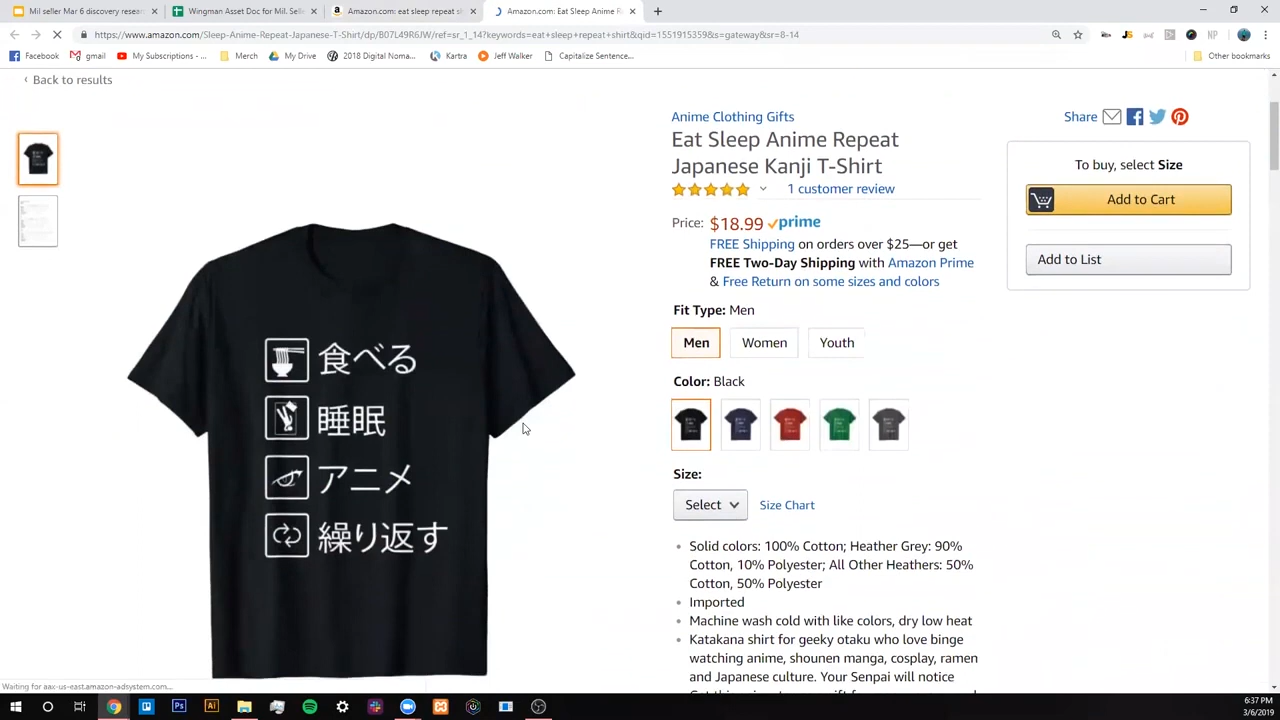 Mil seller Mar 6 discovery resear
Wingman Asset Doc for Mil. Selle
Amazon.com: eat sleep repeat sh
Amazon.com: Eat Sleep Anime R
https://www.amazon.com/Sleep-Anime-Repeat-Japanese-T-Shirt/dp/B07L49R6JW/ref=sr_1_14?keywords=eat+sleep+repeat+shirt&qid=1551915359&s=gateway&sr=8-14
Facebook
gmail
My Subscriptions - ...
Merch
My Drive
2018 Digital Noma...
Kartra
Jeff Walker
Capitalize Sentence...
Other bookmarks
Back to results
Anime Clothing Gifts
Eat Sleep Anime Repeat
Japanese Kanji T-Shirt
1 customer review
Price: $18.99 prime
FREE Shipping on orders over $25—or get
FREE Two-Day Shipping with Amazon Prime
& Free Return on some sizes and colors
Fit Type: Men
Men
Women
Youth
Color: Black
Size:
Select
Size Chart
Solid colors: 100% Cotton; Heather Grey: 90%
Cotton, 10% Polyester; All Other Heathers: 50%
Cotton, 50% Polyester
Imported
Machine wash cold with like colors, dry low heat
Katakana shirt for geeky otaku who love binge
watching anime, shounen manga, cosplay, ramen
and Japanese culture. Your Senpai will notice
Share
To buy, select Size
Add to Cart
Add to List
食べる
睡眠
アニメ
繰り返す
Waiting for aax-us-east.amazon-adsystem.com...
6:37 PM
3/6/2019